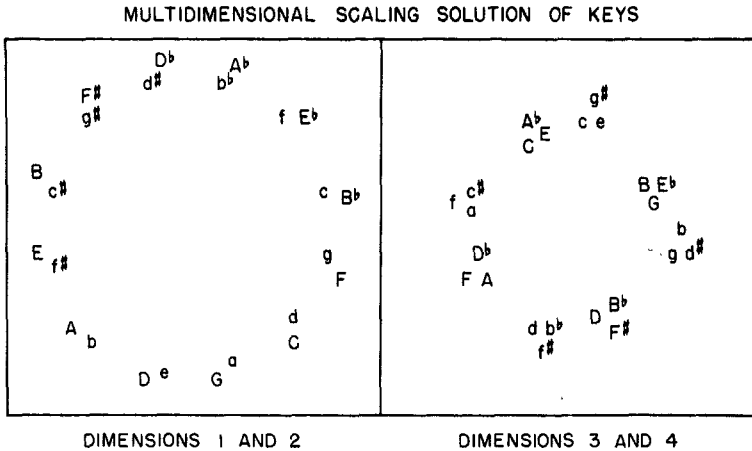 MULTIDIMENSIONAL SCALING SOLUTION OF KEYS
D♭
A♭
d♯
b♭
F♯
g♯
f E♭
B
c♯
c B♭
E
f♯
g
F
A
b
d
C
D e
a
G
g♯
A♭
c e
E
C
B E♭
G
c♯
f
a
b
D♭
g d♯
F A
B♭
D
d b♭
F♯
f♯
DIMENSIONS 1 AND 2
DIMENSIONS 3 AND 4